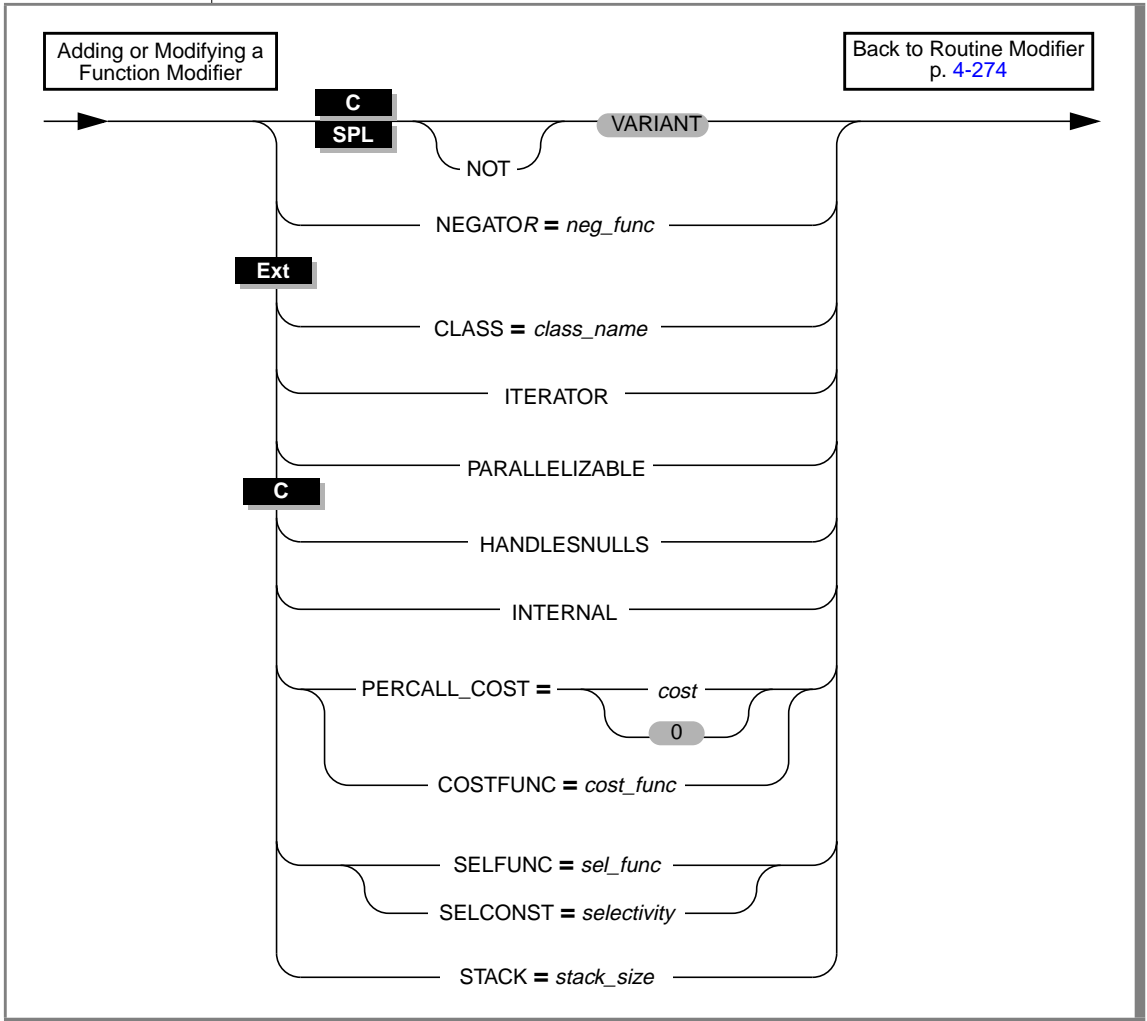 Adding or Modifying a
Function Modifier
Back to Routine Modifier
p. 4-274
C
SPL
VARIANT
NOT
NEGATOR = neg_func
Ext
CLASS = class_name
ITERATOR
PARALLELIZABLE
C
HANDLESNULLS
INTERNAL
PERCALL_COST = cost
0
COSTFUNC = cost_func
SELFUNC = sel_func
SELCONST = selectivity
STACK = stack_size